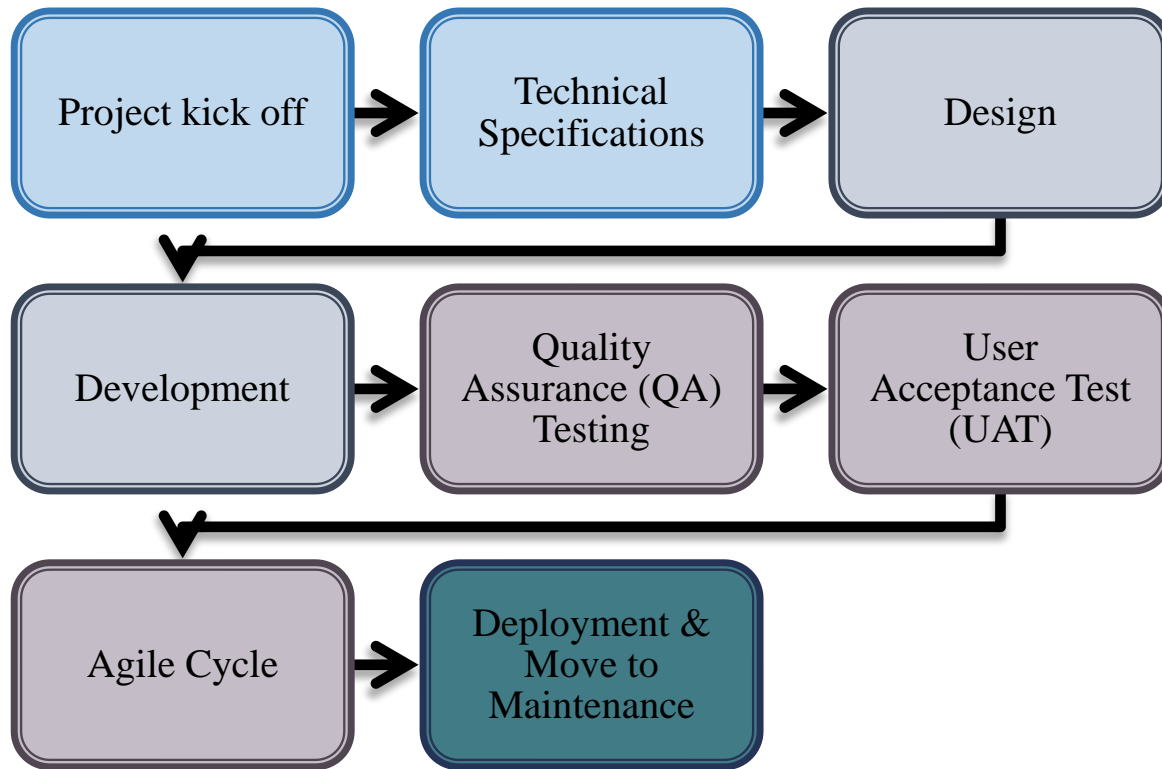 Project kick off
Technical
Specifications
Design
Development
Quality
Assurance (QA)
Testing
User
Acceptance Test
(UAT)
Agile Cycle
Deployment &
Move to
Maintenance